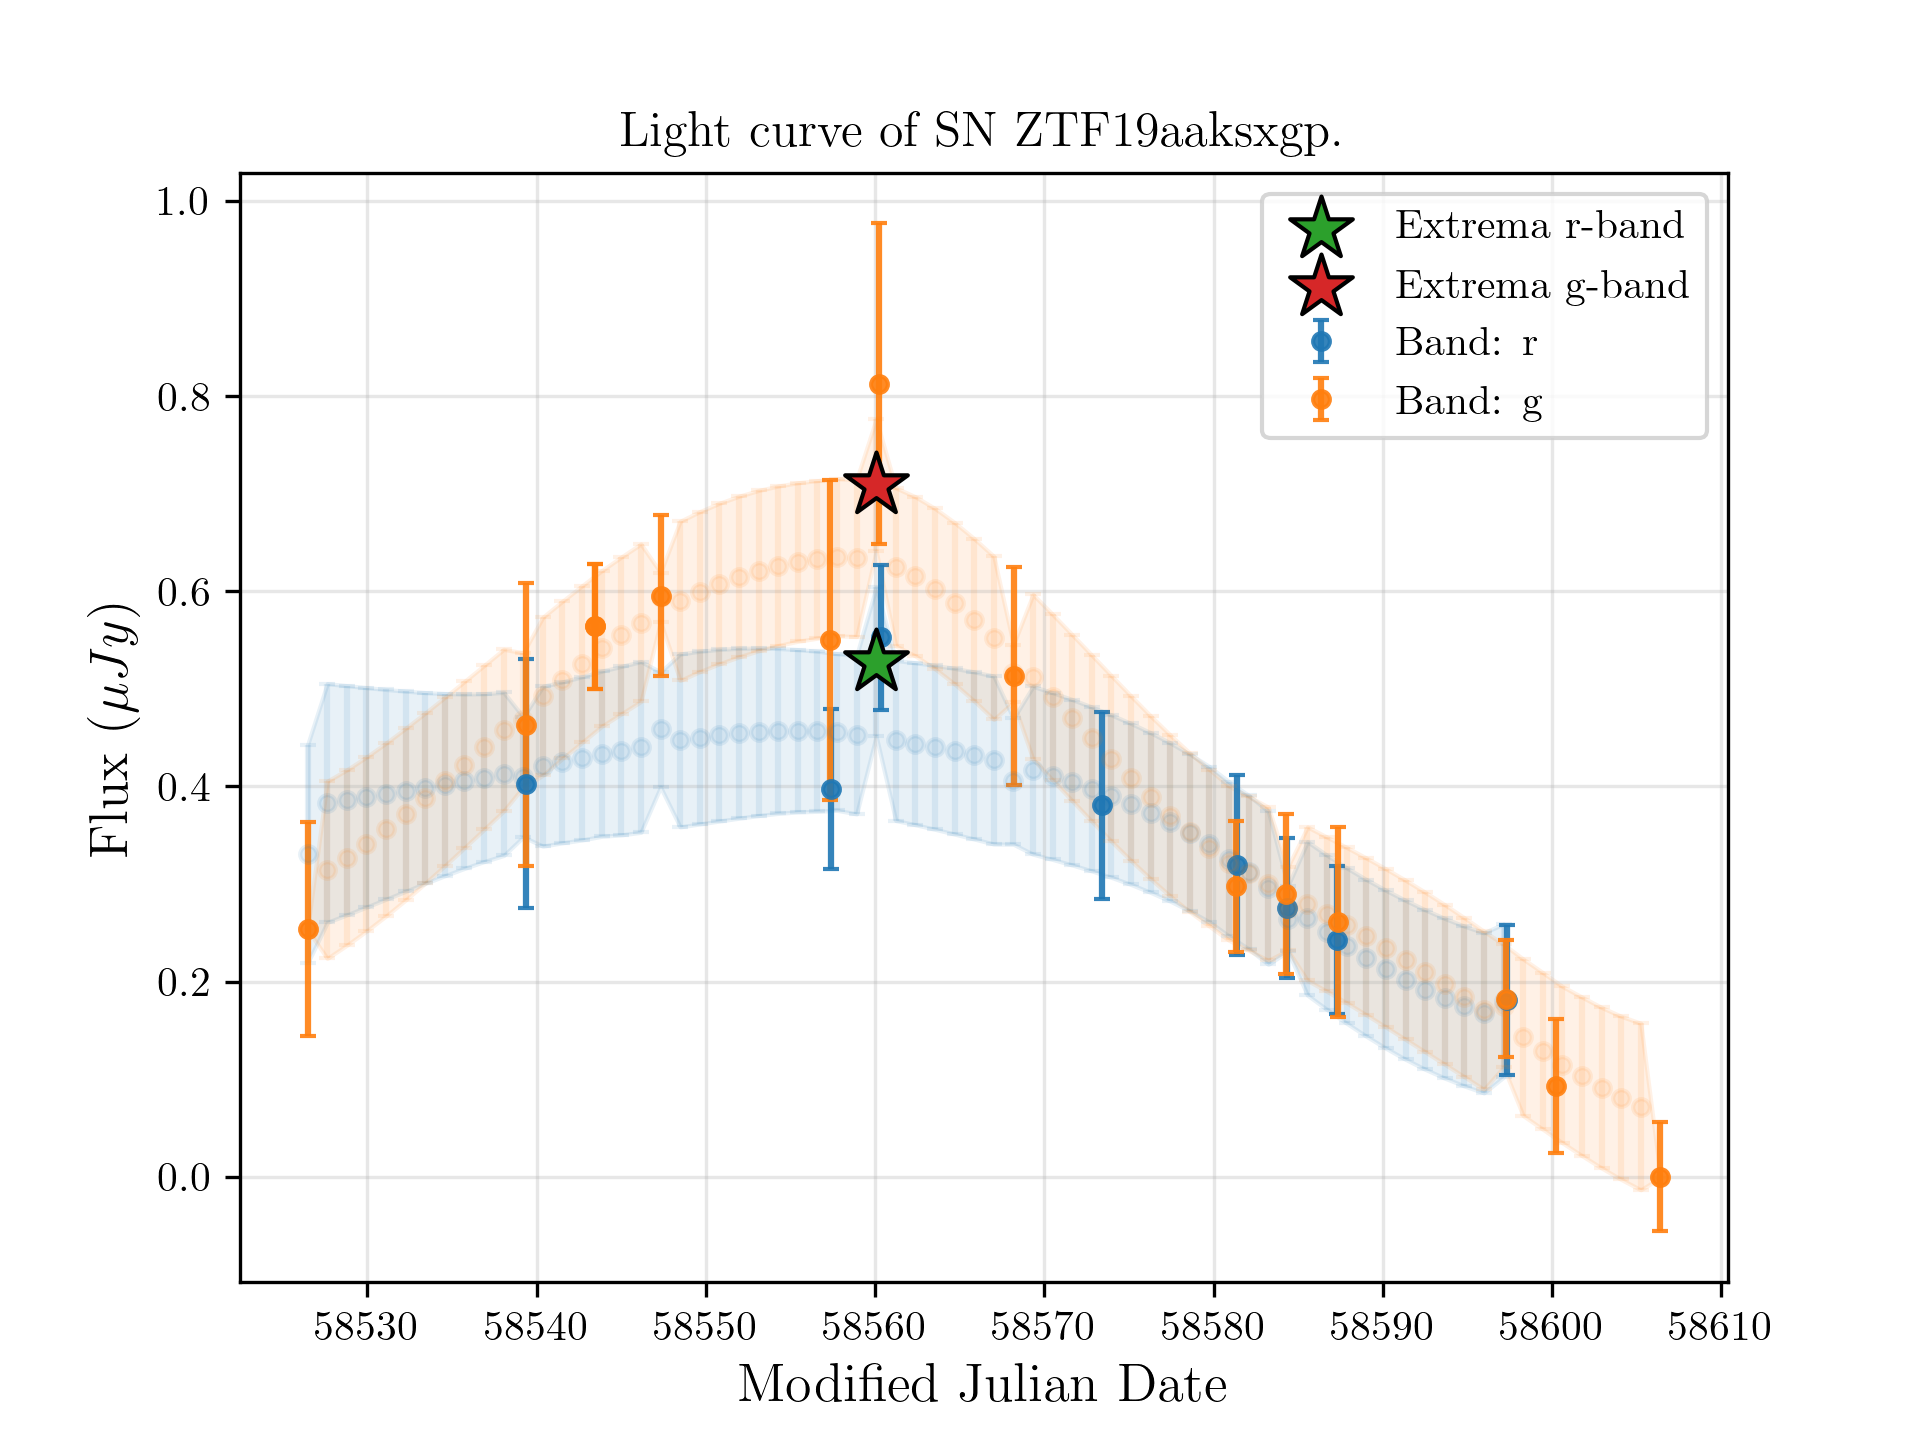 Light curve of SN ZTF19aaksxgp.
Extrema r-band
Extrema g-band
Band: r
Band: g
1.0
0.8
0.6
0.4
0.2
0.0
Flux (μJy)
58530 58540 58550 58560 58570 58580 58590 58600 58610
Modified Julian Date